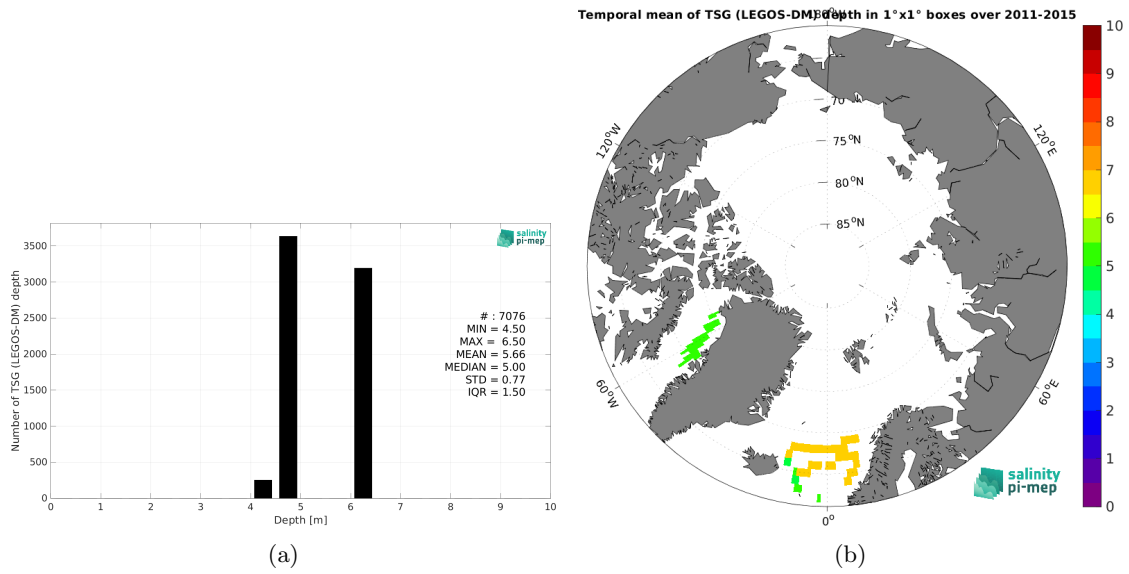 Temporal mean of TSG (LEGOS-DM) depth in 1°x1° boxes over 2011-2015
180°W
Number of TSG (LEGOS-DM) depth
3500
3000
2500
2000
1500
1000
500
0
salinity
pi-mep
# : 7076
MIN = 4.50
MAX = 6.50
MEAN = 5.66
MEDIAN = 5.00
STD = 0.77
IQR = 1.50
0 1 2 3 4 5 6 7 8 9 10
Depth [m]
(a)
120°W
60°W
0°
60°E
120°E
70
75°N
80°N
85°N
salinity
pi-mep
10
9
8
7
6
5
4
3
2
1
0
(b)